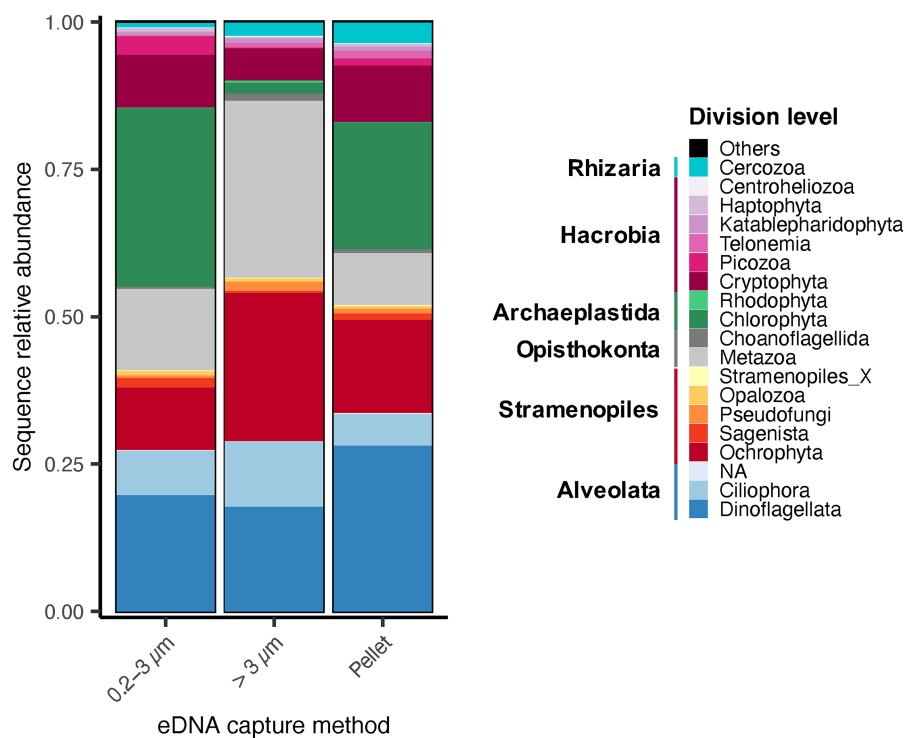 Sequence relative abundance
1.00
0.75
0.50
0.25
0.00
0.2–3 µm
> 3 µm
Pellet
eDNA capture method
Division level
Others
Rhizaria
Cercozoa
Centroheliozoa
Haptophyta
Hacrobia
Katablepharidophyta
Telonemia
Picozoa
Cryptophyta
Rhodophyta
Archaeplastida
Chlorophyta
Choanoflagellida
Opisthokonta
Metazoa
Stramenopiles_X
Opalozoa
Stramenopiles
Pseudofungi
Sagenista
Ochrophyta
NA
Alveolata
Ciliophora
Dinoflagellata